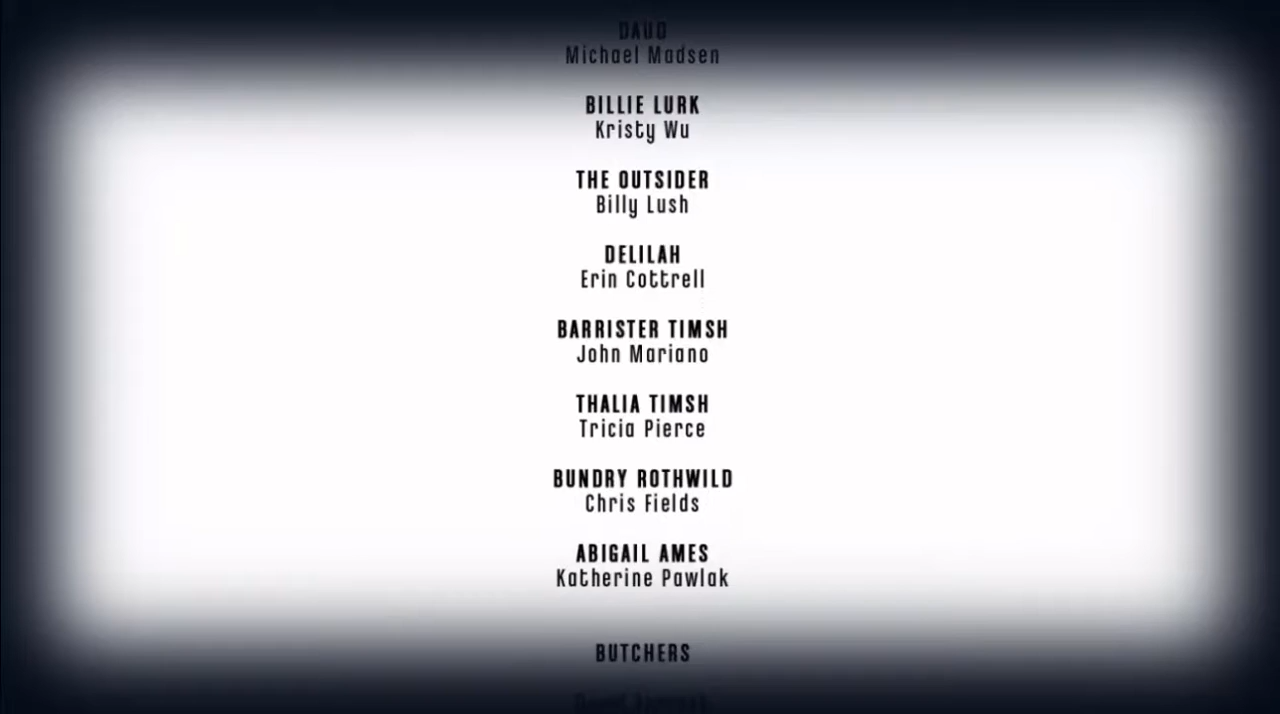 DAUD
Michael Madsen
BILLIE LURK
Kristy Wu
THE OUTSIDER
Billy Lush
DELILAH
Erin Cottrell
BARRISTER TIMSH
John Mariano
THALIA TIMSH
Tricia Pierce
BUNDRY ROTHWILD
Chris Fields
ABIGAIL AMES
Katherine Pawlak
BUTCHERS